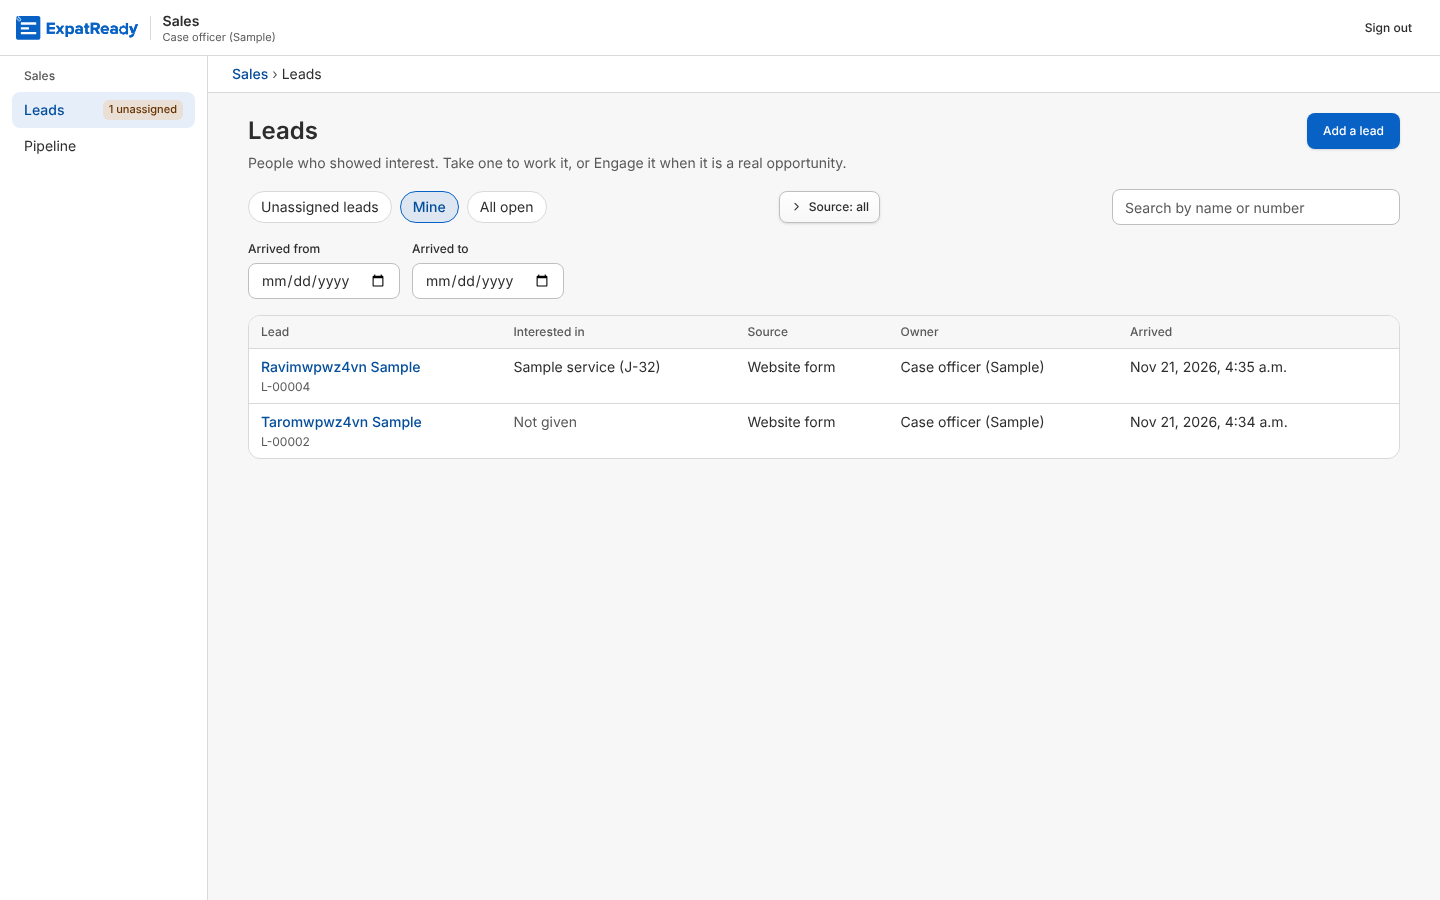 ExpatReady
Sales
Case officer (Sample)
Sign out
Sales
Leads
1 unassigned
Pipeline
Sales › Leads
Leads
Add a lead
People who showed interest. Take one to work it, or Engage it when it is a real opportunity.
Unassigned leads
Mine
All open
Source: all
Search by name or number
Arrived from
Arrived to
mm/dd/yyyy
mm/dd/yyyy
Lead Interested in Source Owner Arrived
Ravimwpwz4vn Sample Sample service (J-32) Website form Case officer (Sample) Nov 21, 2026, 4:35 a.m.
L-00004
Taromwpwz4vn Sample Not given Website form Case officer (Sample) Nov 21, 2026, 4:34 a.m.
L-00002